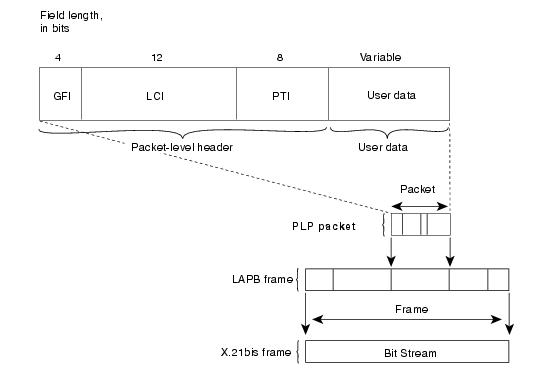 Field length,
in bits
4 12 8 Variable
GFI LCI PTI User data
Packet-level header User data
Packet
PLP packet
LAPB frame
Frame
X.21bis frame Bit Stream